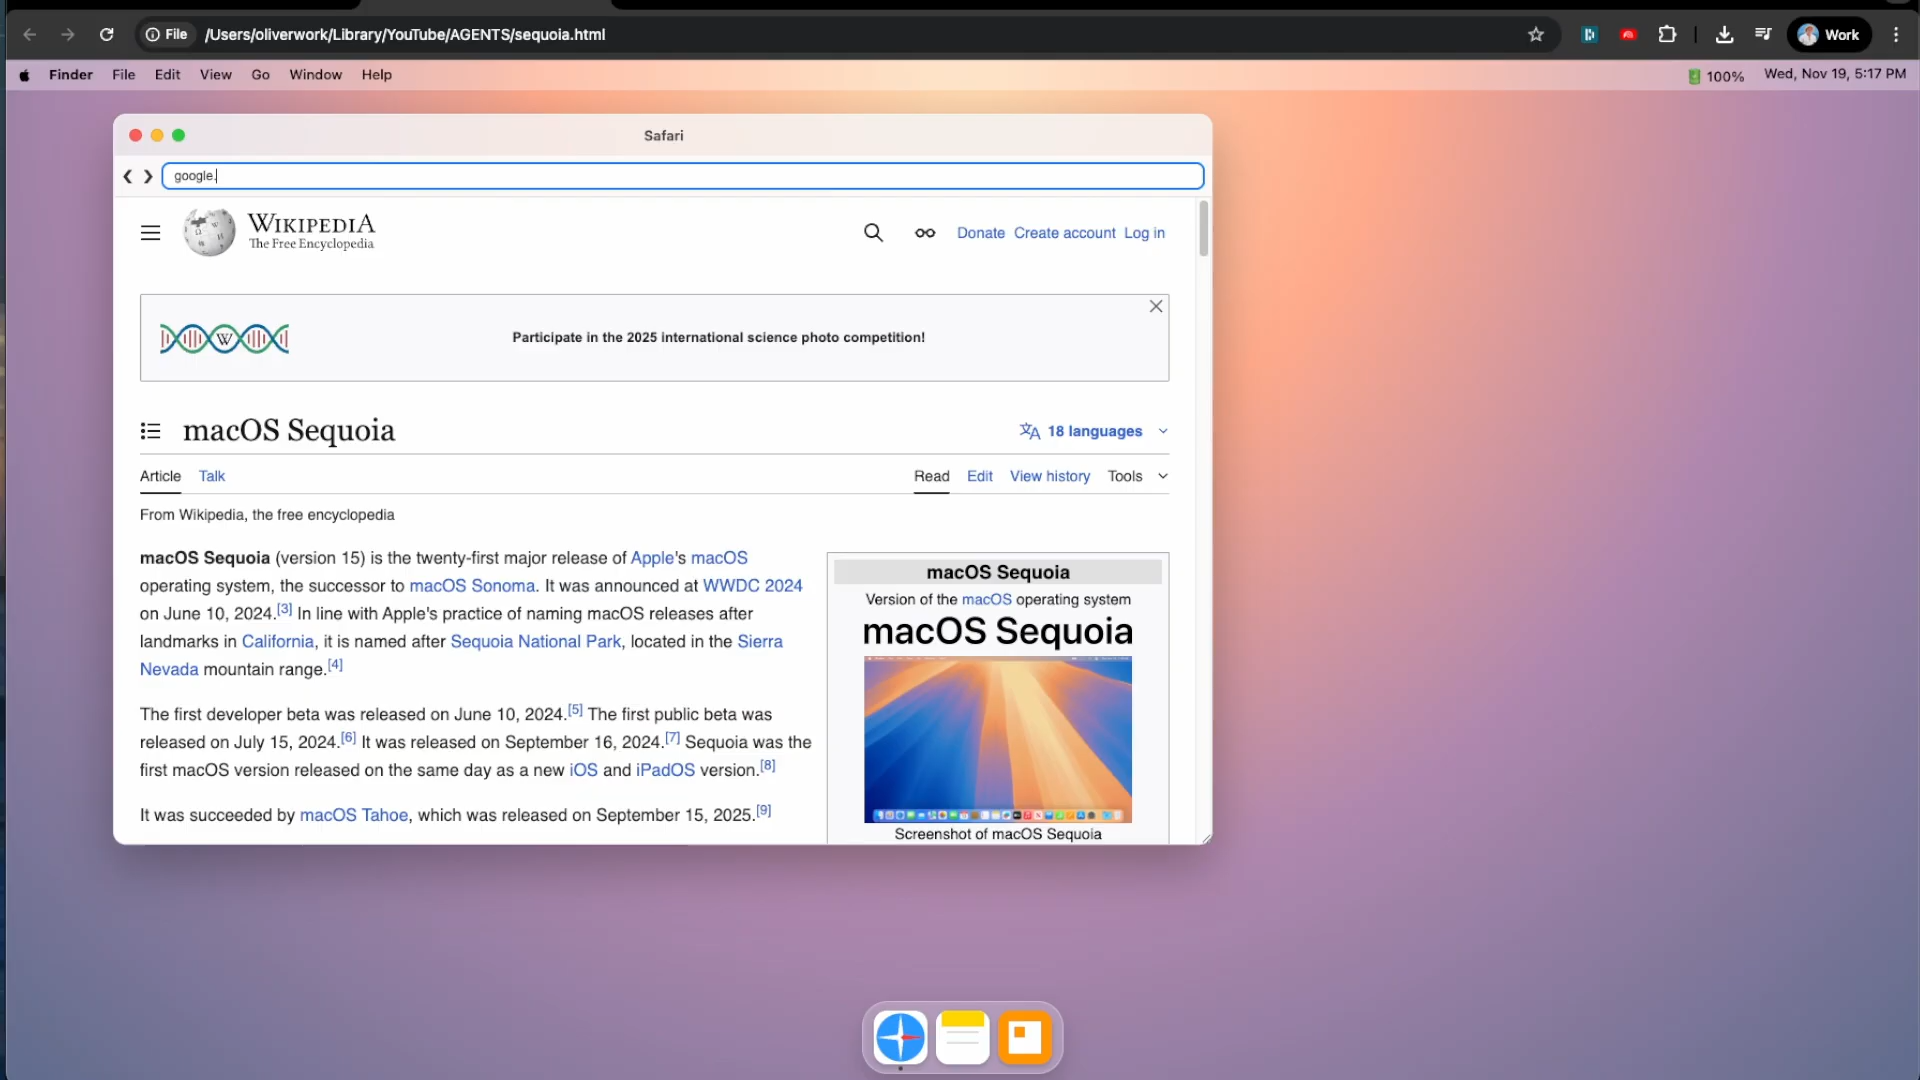 File /Users/oliverwork/Library/YouTube/AGENTS/sequoia.html Work
Finder File Edit View Go Window Help 100% Wed, Nov 19, 5:17 PM
Safari
google.
WIKIPEDIA
The Free Encyclopedia
Donate Create account Log in
W
Participate in the 2025 international science photo competition!
macOS Sequoia
18 languages
Article Talk Read Edit View history Tools
From Wikipedia, the free encyclopedia
macOS Sequoia (version 15) is the twenty-first major release of Apple's macOS
operating system, the successor to macOS Sonoma. It was announced at WWDC 2024
on June 10, 2024.[3] In line with Apple's practice of naming macOS releases after
landmarks in California, it is named after Sequoia National Park, located in the Sierra
Nevada mountain range.[4]
The first developer beta was released on June 10, 2024.[5] The first public beta was
released on July 15, 2024.[6] It was released on September 16, 2024.[7] Sequoia was the
first macOS version released on the same day as a new iOS and iPadOS version.[8]
It was succeeded by macOS Tahoe, which was released on September 15, 2025.[9]
macOS Sequoia
Version of the macOS operating system
macOS Sequoia
Screenshot of macOS Sequoia